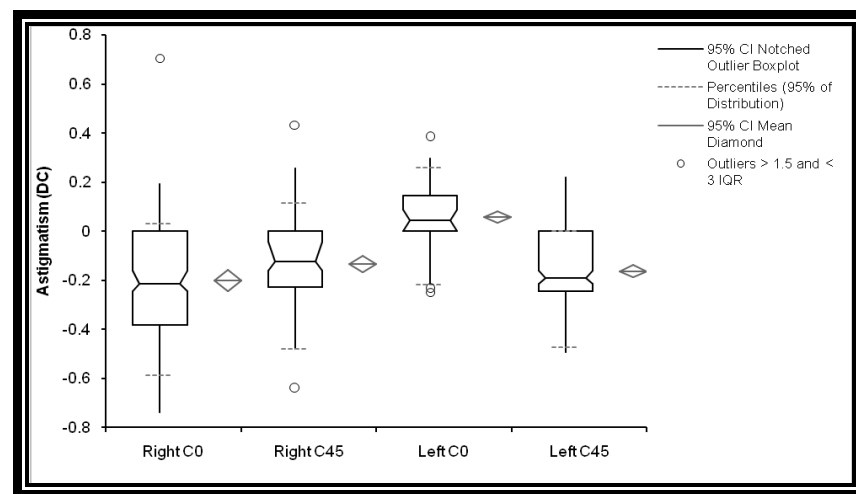 0.8
0.6
0.4
0.2
0
-0.2
-0.4
-0.6
-0.8
Astigmatism (DC)
Right C0
Right C45
Left C0
Left C45
95% CI Notched
Outlier Boxplot
Percentiles (95% of
Distribution)
95% CI Mean
Diamond
Outliers > 1.5 and <
3 IQR